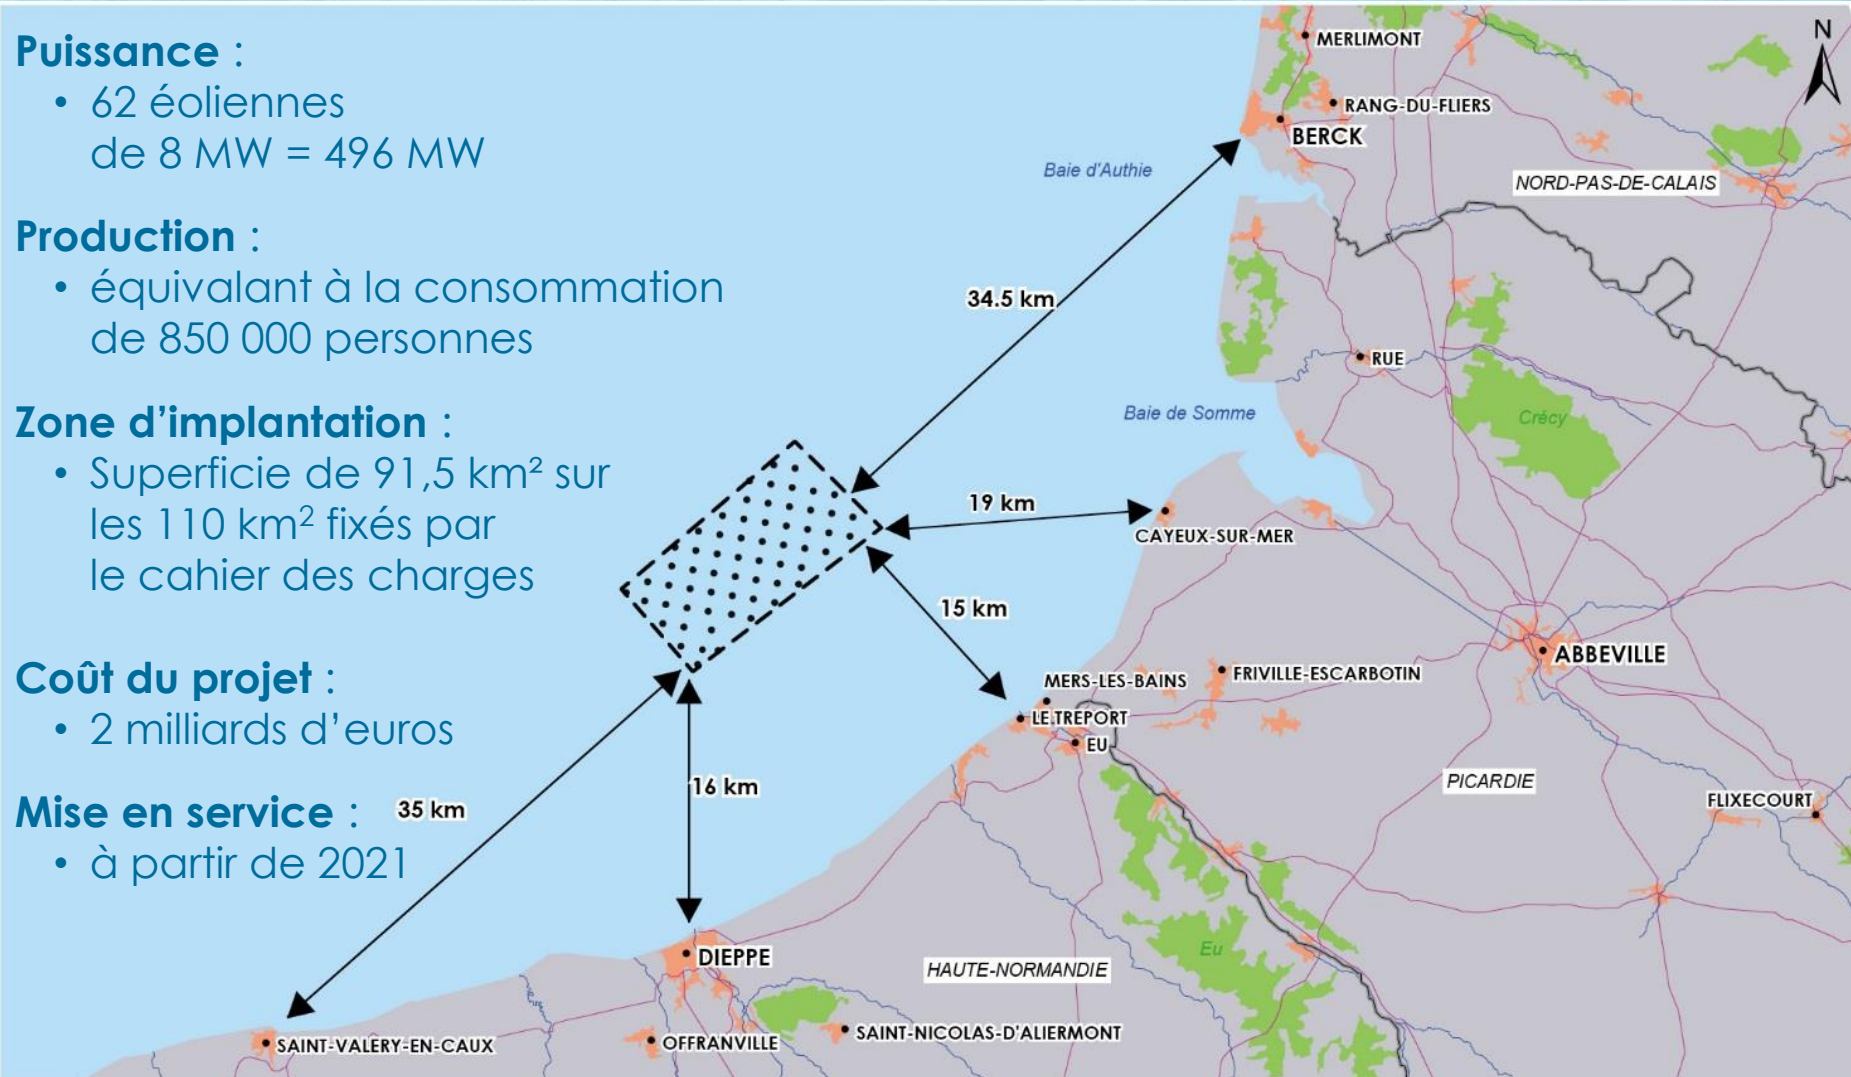 Puissance :
• 62 éoliennes
de 8 MW = 496 MW
Production :
• équivalant à la consommation
de 850 000 personnes
Zone d’implantation :
• Superficie de 91,5 km² sur
les 110 km² fixés par
le cahier des charges
Coût du projet :
• 2 milliards d’euros
Mise en service :
• à partir de 2021
N
MERLIMONT
RANG-DU-FLIERS
BERCK
Baie d'Authie
NORD-PAS-DE-CALAIS
34.5 km
RUE
Baie de Somme
Crécy
19 km
CAYEUX-SUR-MER
15 km
ABBEVILLE
MERS-LES-BAINS
FRIVILLE-ESCARBOTIN
LE TREPORT
EU
PICARDIE
16 km
FLIXECOURT
35 km
Eu
DIEPPE
HAUTE-NORMANDIE
SAINT-NICOLAS-D'ALIERMONT
OFFRANVILLE
SAINT-VALERY-EN-CAUX